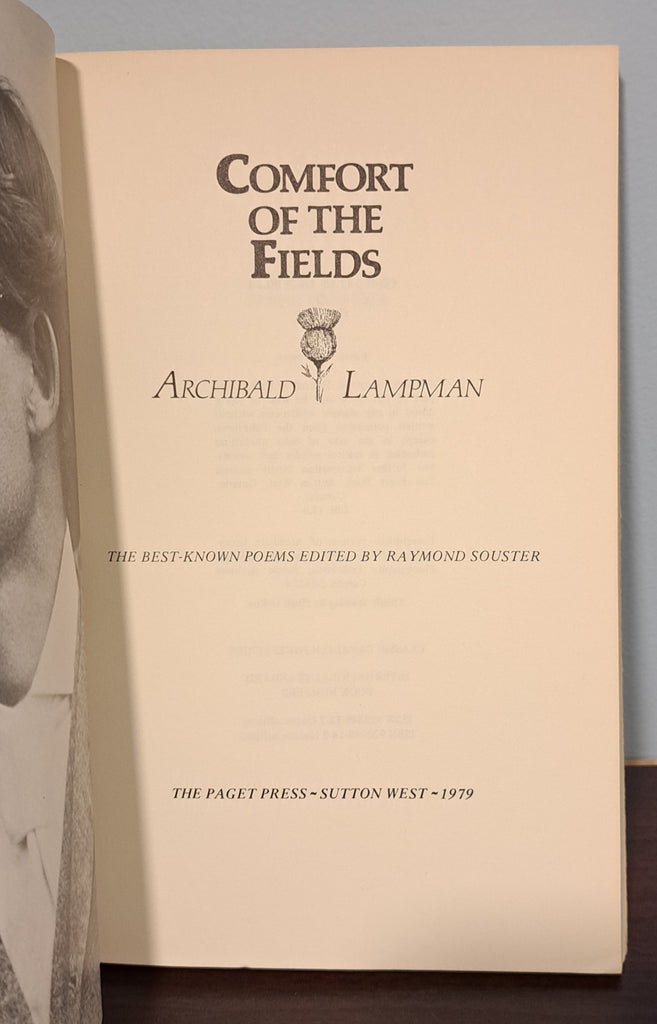 COMFORT
OF THE
FIELDS
ARCHIBALD LAMPMAN
THE BEST-KNOWN POEMS EDITED BY RAYMOND SOUSTER
THE PAGET PRESS~SUTTON WEST~1979